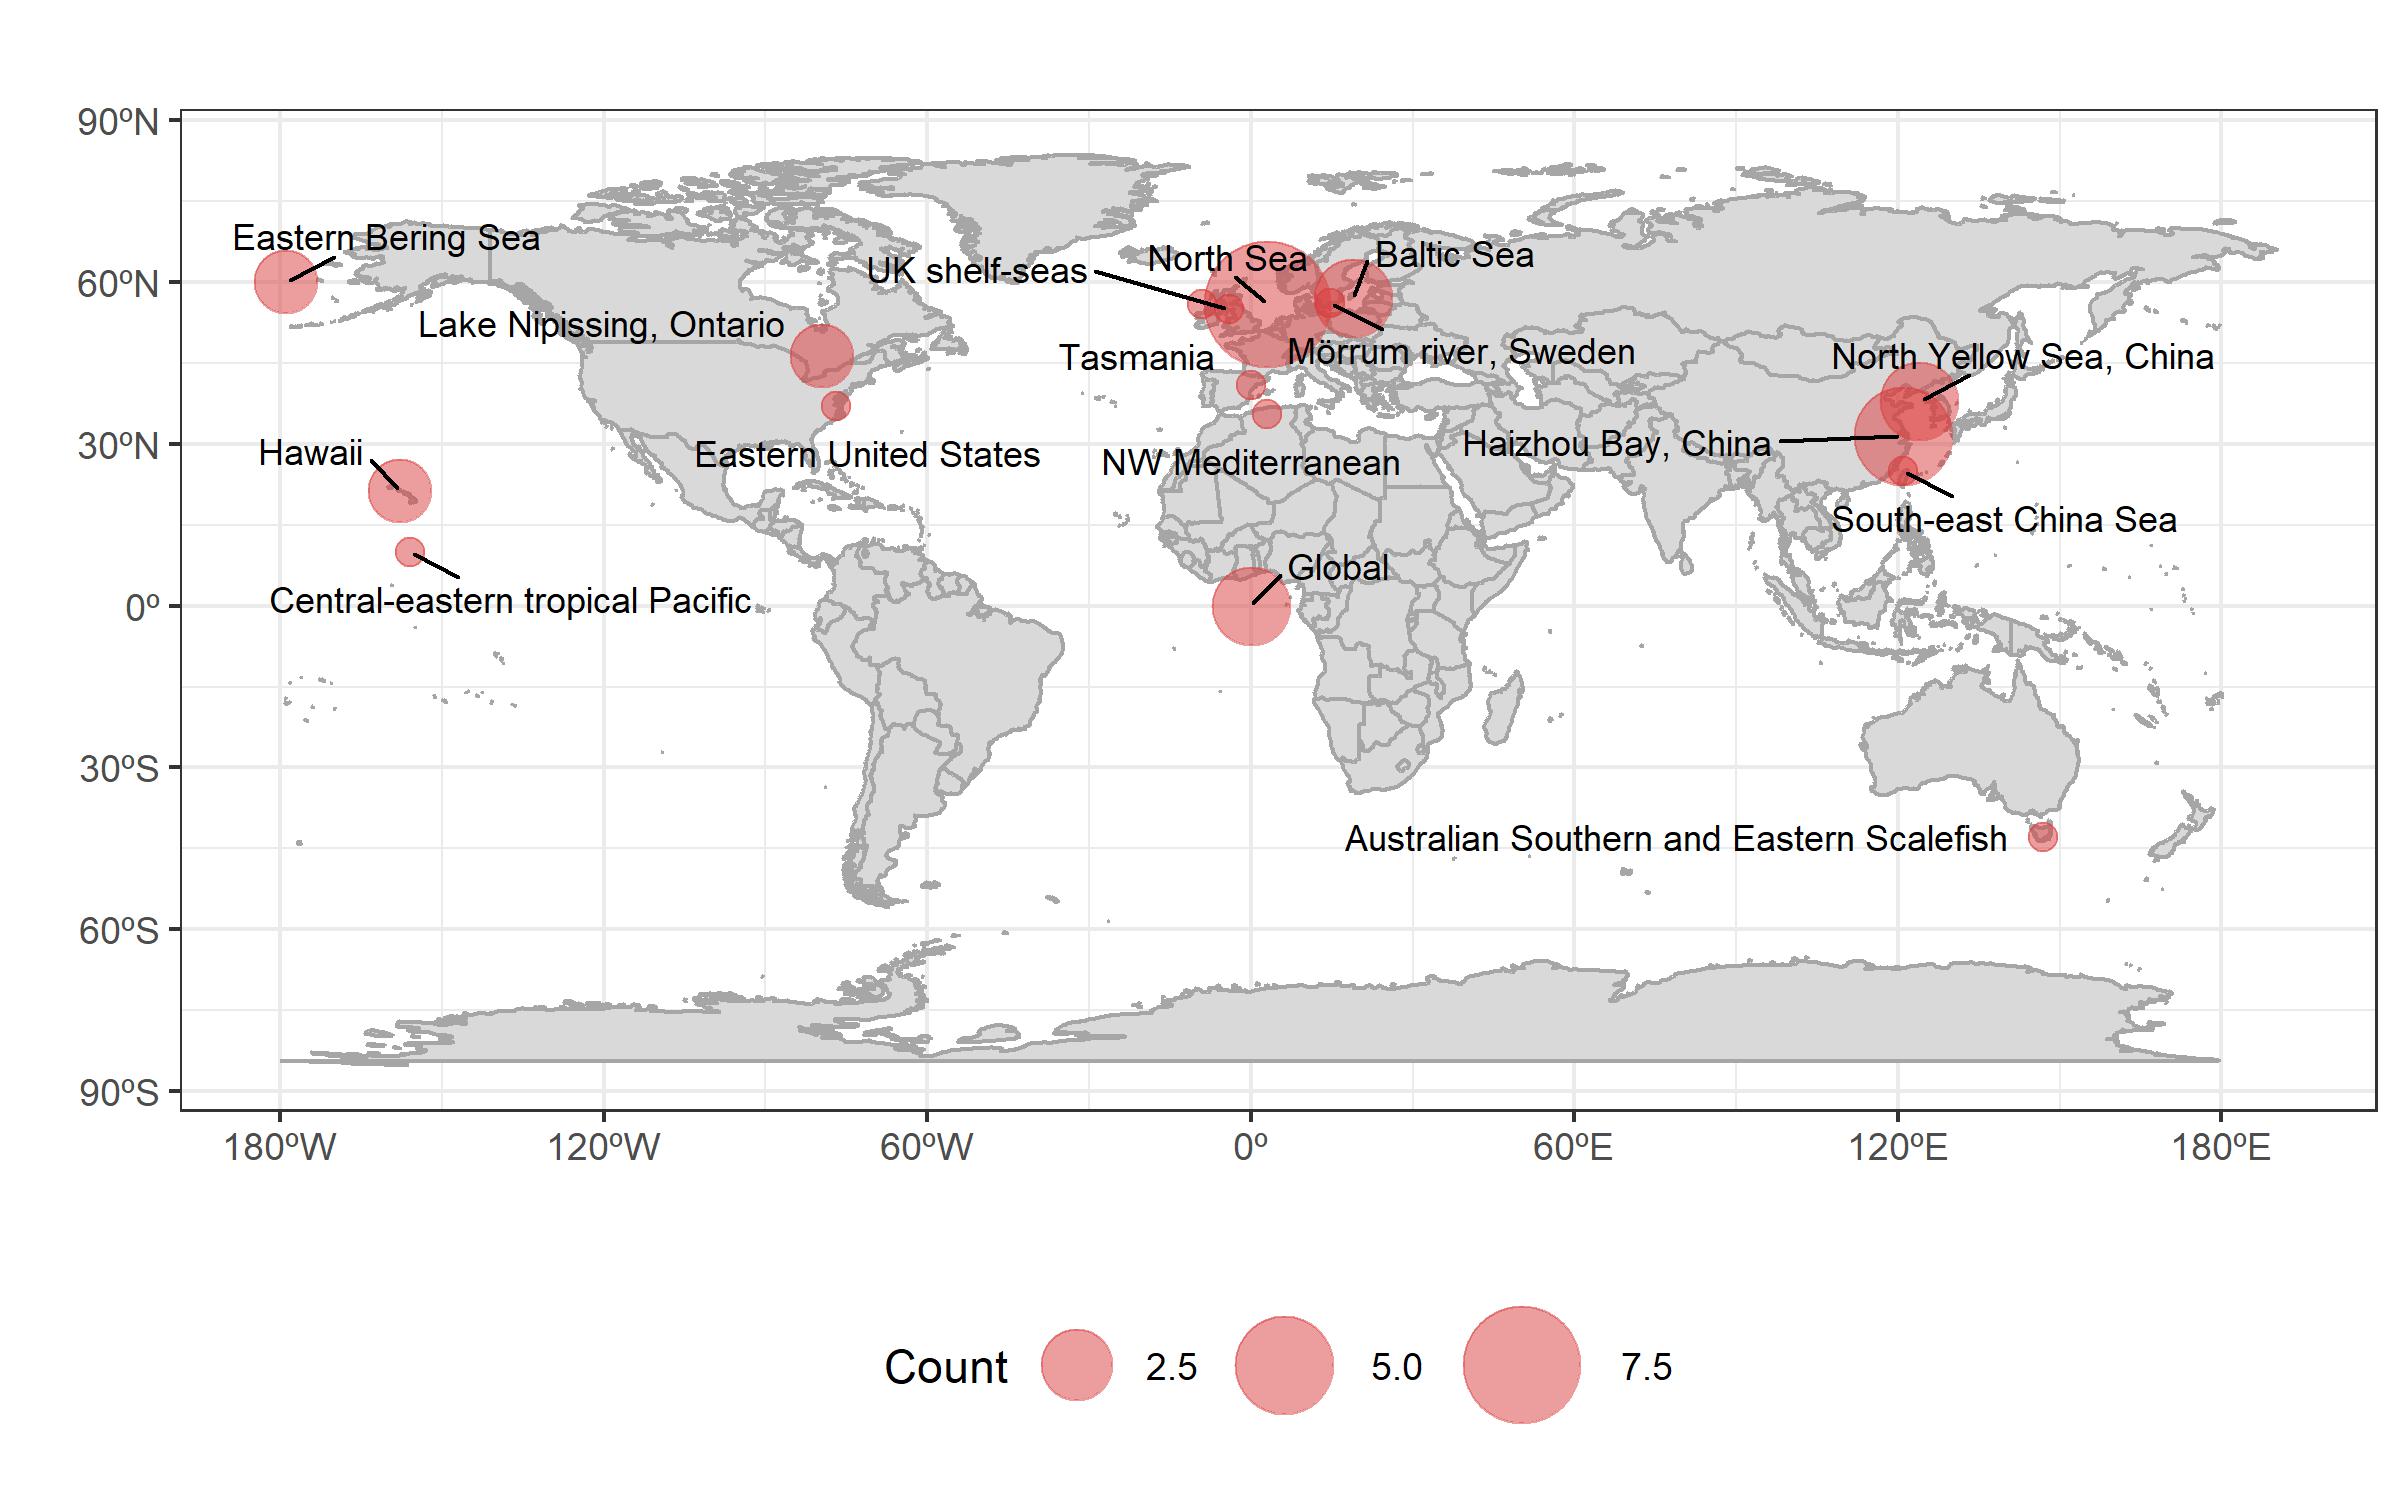 90ºN
60ºN
30ºN
0º
30ºS
60ºS
90ºS
Eastern Bering Sea
North Sea
Baltic Sea
UK shelf-seas
Lake Nipissing, Ontario
Tasmania
Mörrum river, Sweden
North Yellow Sea, China
Hawaii
Eastern United States
NW Mediterranean
Haizhou Bay, China
South-east China Sea
Global
Central-eastern tropical Pacific
Australian Southern and Eastern Scalefish
180ºW
120ºW
60ºW
0º
60ºE
120ºE
180ºE
Count
2.5
5.0
7.5